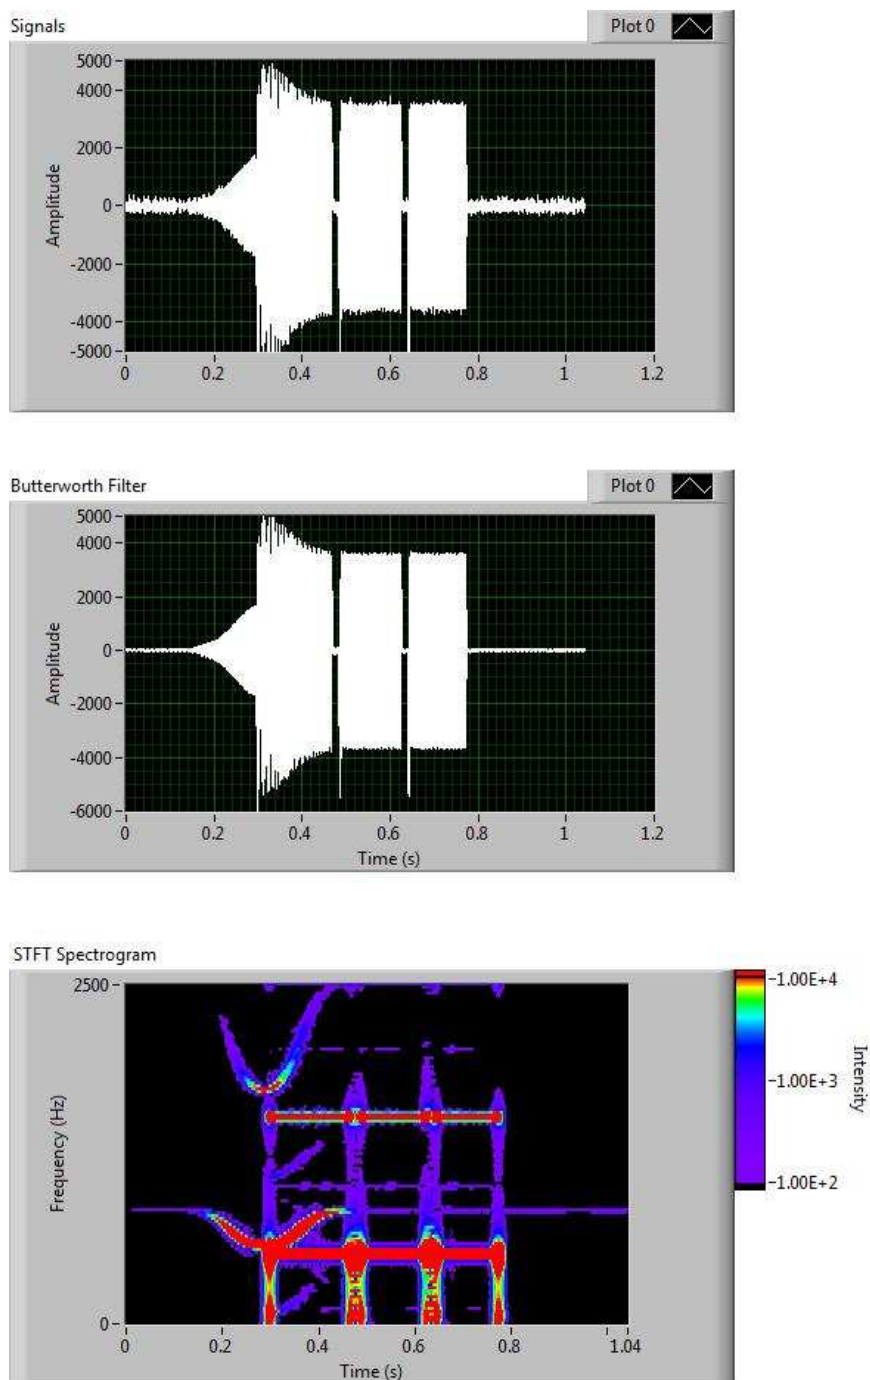 Signals
Plot 0
5000
4000
2000
0
-2000
-4000
-5000
Amplitude
0 0.2 0.4 0.6 0.8 1 1.2
Butterworth Filter
Plot 0
5000
4000
2000
0
-2000
-4000
-6000
Amplitude
0 0.2 0.4 0.6 0.8 1 1.2
Time (s)
STFT Spectrogram
2500
0
Frequency (Hz)
0 0.2 0.4 0.6 0.8 1.04
Time (s)
1.00E+4
1.00E+3
1.00E+2
Intensity